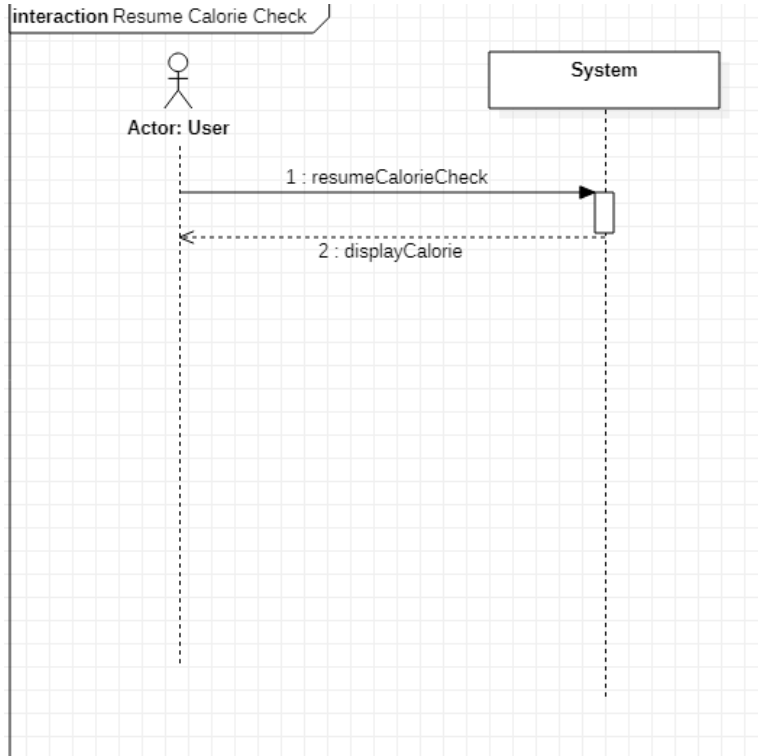 interaction Resume Calorie Check
System
Actor: User
1 : resumeCalorieCheck
2 : displayCalorie